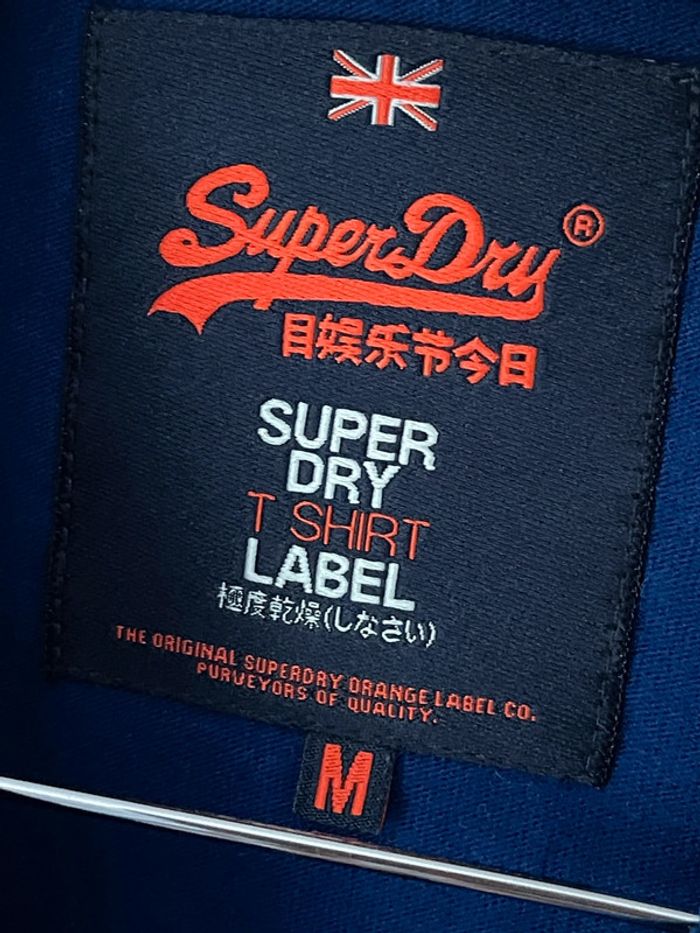 SuperDry®
目娱乐节今日
SUPER
DRY
T SHIRT
LABEL
極度乾燥(しなさい)
THE ORIGINAL SUPERDRY ORANGE LABEL CO.
PURVEYORS OF QUALITY.
M